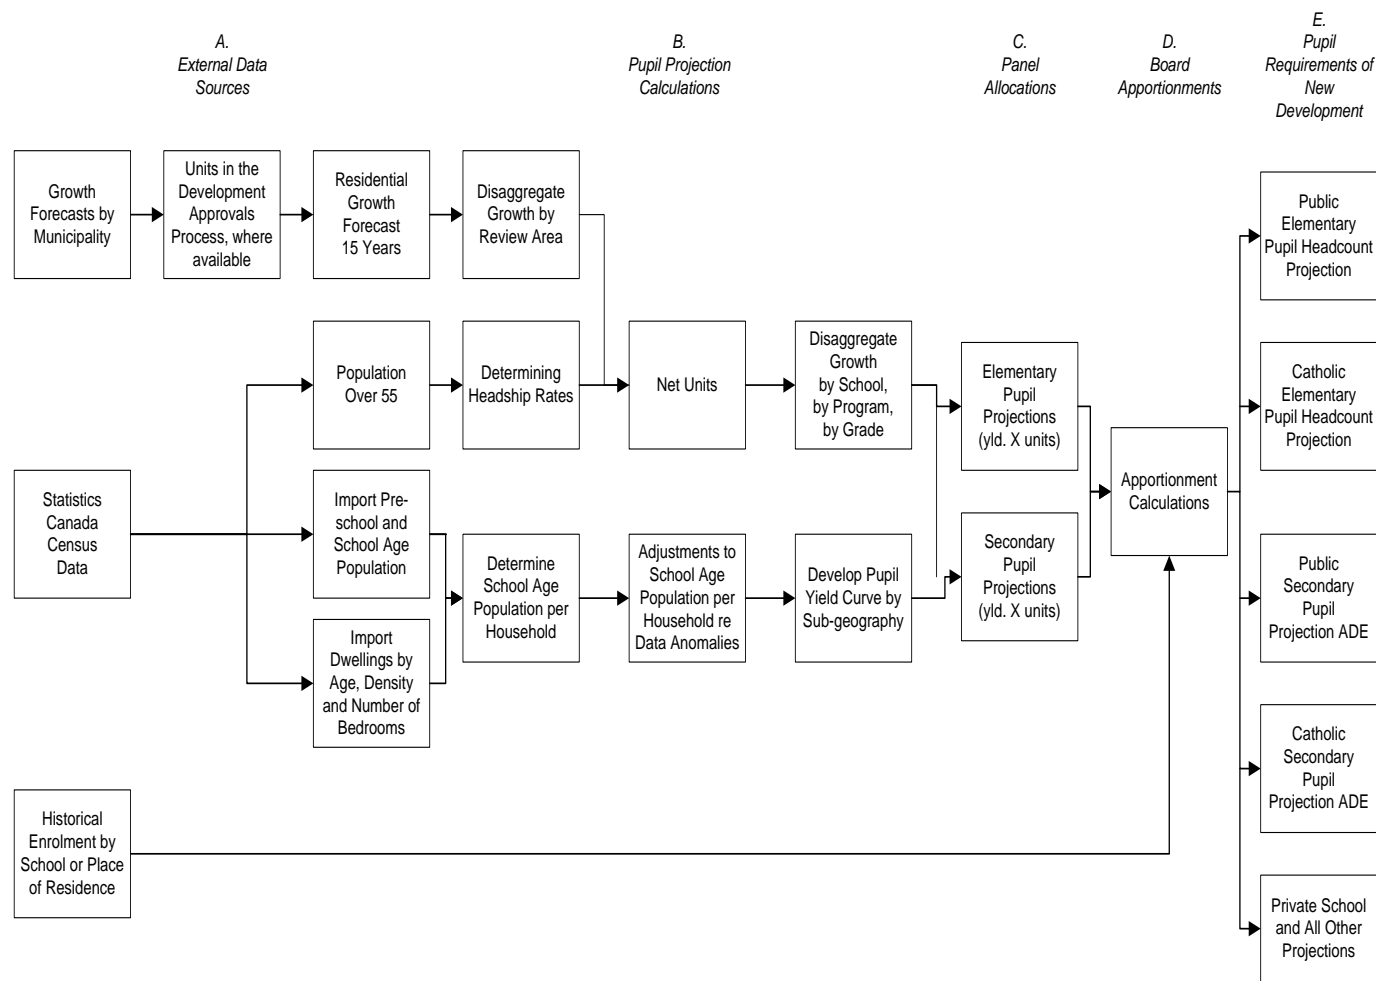 A.
External Data
Sources
B.
Pupil Projection
Calculations
C.
Panel
Allocations
D.
Board
Apportionments
E.
Pupil
Requirements of
New
Development
Growth
Forecasts by
Municipality
Units in the
Development
Approvals
Process, where
available
Residential
Growth
Forecast
15 Years
Disaggregate
Growth by
Review Area
Public
Elementary
Pupil Headcount
Projection
Population
Over 55
Determining
Headship Rates
Net Units
Disaggregate
Growth
by School,
by Program,
by Grade
Elementary
Pupil
Projections
(yld. X units)
Catholic
Elementary
Pupil Headcount
Projection
Statistics
Canada
Census
Data
Import Pre-
school and
School Age
Population
Apportionment
Calculations
Determine
School Age
Population per
Household
Adjustments to
School Age
Population per
Household re
Data Anomalies
Develop Pupil
Yield Curve by
Sub-geography
Secondary
Pupil
Projections
(yld. X units)
Public
Secondary
Pupil
Projection ADE
Import
Dwellings by
Age, Density
and Number of
Bedrooms
Catholic
Secondary
Pupil
Projection ADE
Historical
Enrolment by
School or Place
of Residence
Private School
and All Other
Projections